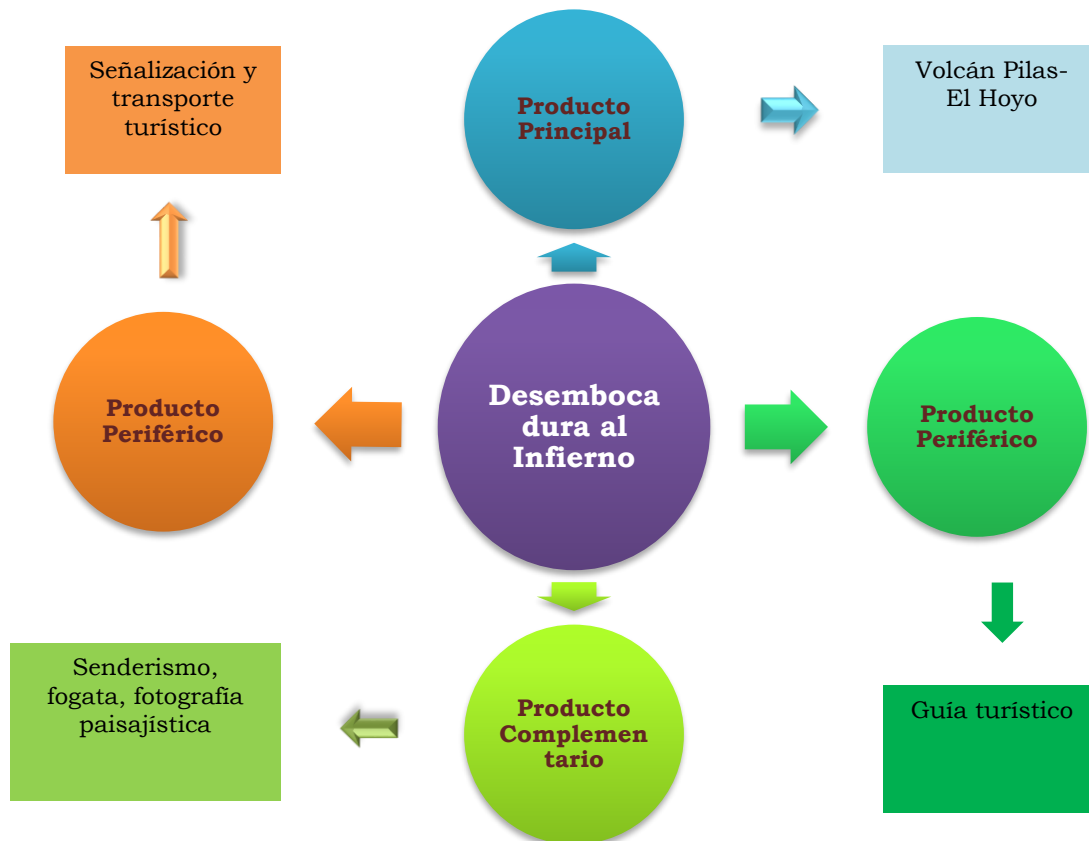 Señalización y
transporte
turístico
Producto
Principal
Volcán Pilas-
El Hoyo
Producto
Periférico
Desemboca
dura al
Infierno
Producto
Periférico
Senderismo,
fogata, fotografía
paisajística
Producto
Complemen
tario
Guía turístico